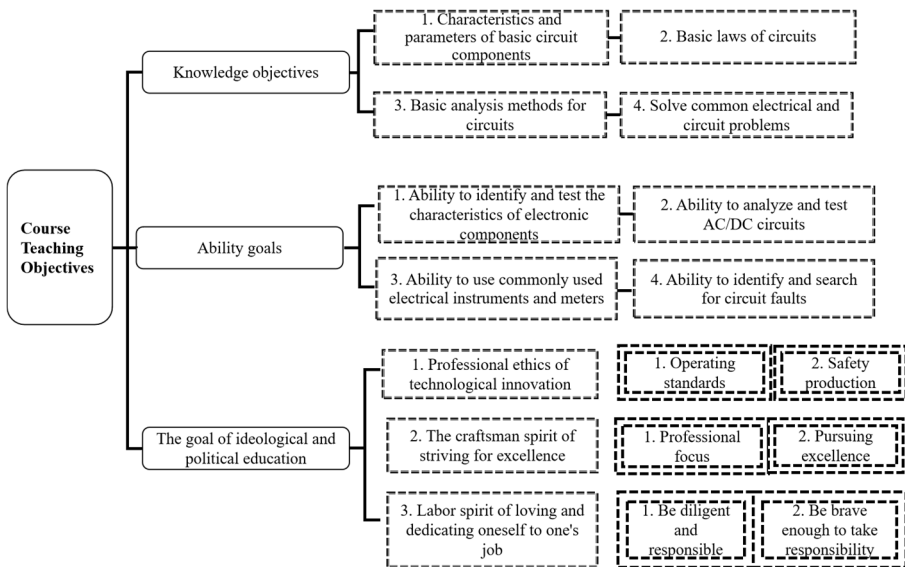 Course
Teaching
Objectives
Knowledge objectives
1. Characteristics and
parameters of basic circuit
components
2. Basic laws of circuits
3. Basic analysis methods for
circuits
4. Solve common electrical and
circuit problems
Ability goals
1. Ability to identify and test the
characteristics of electronic
components
2. Ability to analyze and test
AC/DC circuits
3. Ability to use commonly used
electrical instruments and meters
4. Ability to identify and search
for circuit faults
The goal of ideological and
political education
1. Professional ethics of
technological innovation
1. Operating
standards
2. Safety
production
2. The craftsman spirit of
striving for excellence
1. Professional
focus
2. Pursuing
excellence
3. Labor spirit of loving and
dedicating oneself to one's
job
1. Be diligent
and
responsible
2. Be brave
enough to take
responsibility